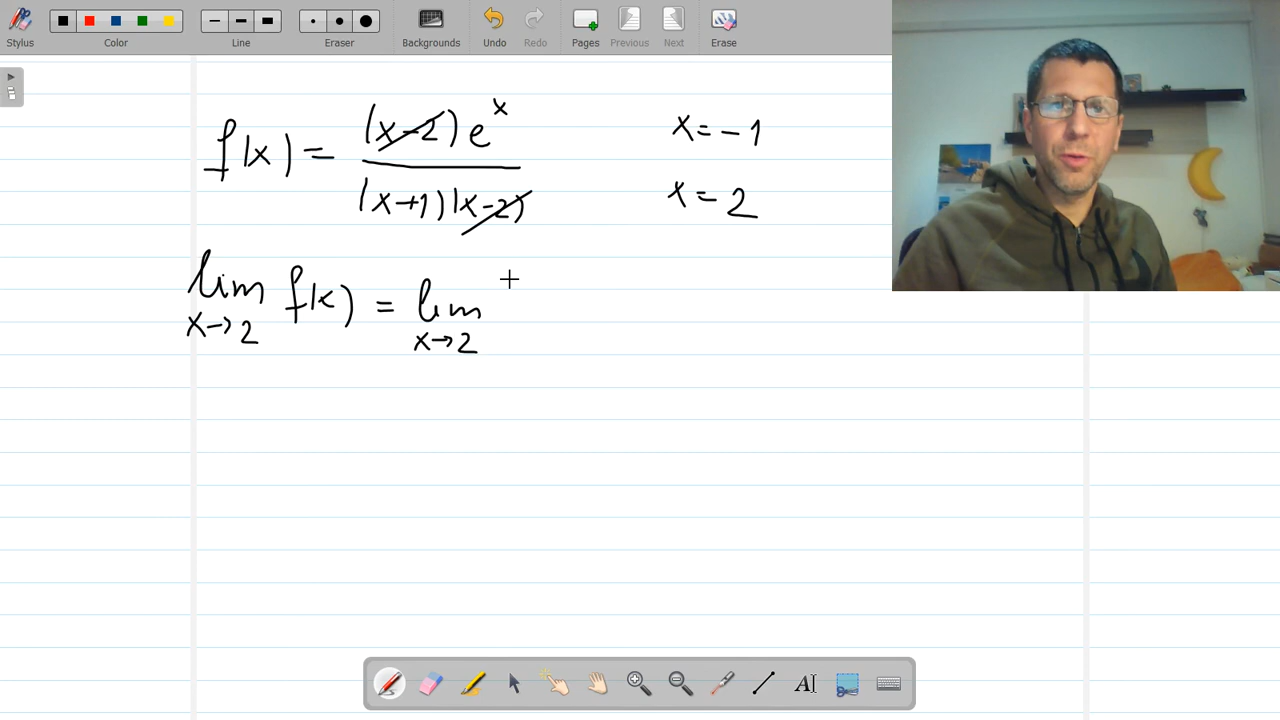 Stylus Color Line Eraser Backgrounds Undo Redo Pages Previous Next Erase
f(x) = (x-2)e^x / (x+1)(x-2)
x = -1
x = 2
lim x→2 f(x) = lim x→2
AI